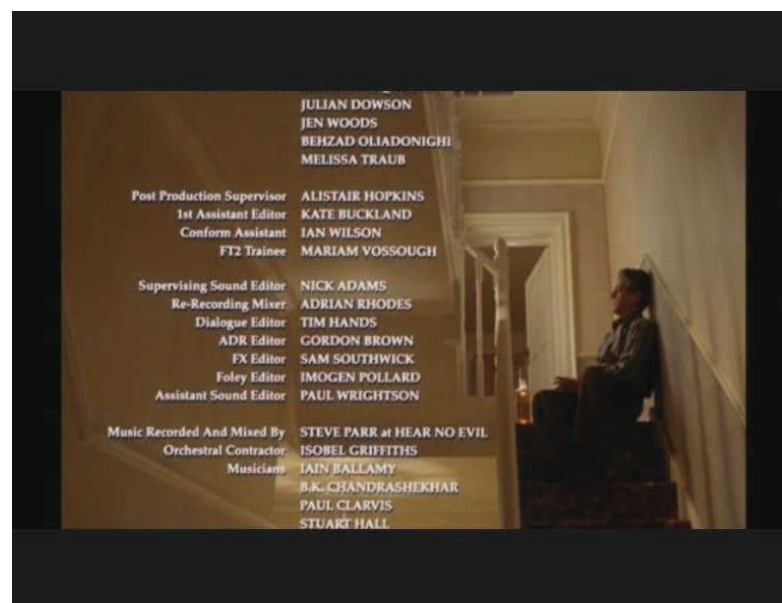 JULIAN DOWSON
JEN WOODS
BEHZAD OLIADONIGHI
MELISSA TRAUB
Post Production Supervisor ALISTAIR HOPKINS
1st Assistant Editor KATE BUCKLAND
Conform Assistant IAN WILSON
FT2 Trainee MARIAM VOSSOUGH
Supervising Sound Editor NICK ADAMS
Re-Recording Mixer ADRIAN RHODES
Dialogue Editor TIM HANDS
ADR Editor GORDON BROWN
FX Editor SAM SOUTHWICK
Foley Editor IMOGEN POLLARD
Assistant Sound Editor PAUL WRIGHTSON
Music Recorded And Mixed By STEVE PARR at HEAR NO EVIL
Orchestral Contractor ISOBEL GRIFFITHS
Musicians IAIN BALLAMY
B.K. CHANDRASHEKHAR
PAUL CLARVIS
STUART HALL